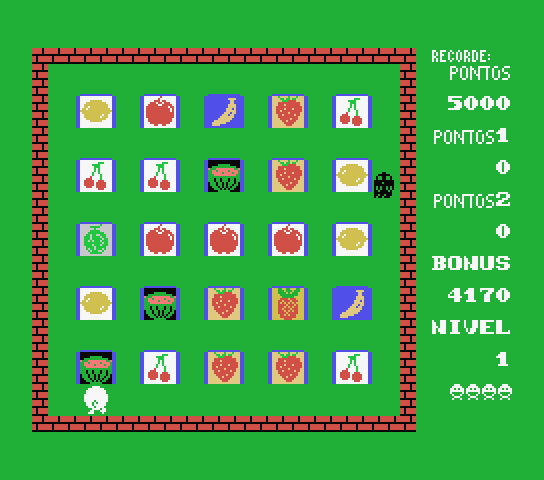 RECORDE:
PONTOS
5000
PONTOS1
0
PONTOS2
0
BONUS
4170
NIVEL
1